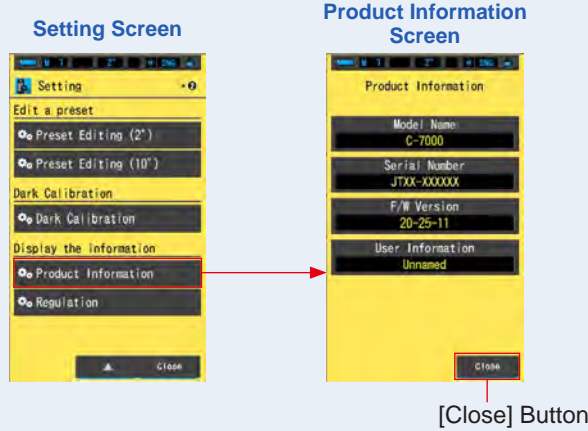 Setting Screen
Setting
Edit a preset
Preset Editing (2°)
Preset Editing (10°)
Dark Calibration
Dark Calibration
Display the information
Product Information
Regulation
Close
Product Information
Screen
Product Information
Model Name
C-7000
Serial Number
JTXX-XXXXXX
F/W Version
20-25-11
User Information
Unnamed
Close
[Close] Button